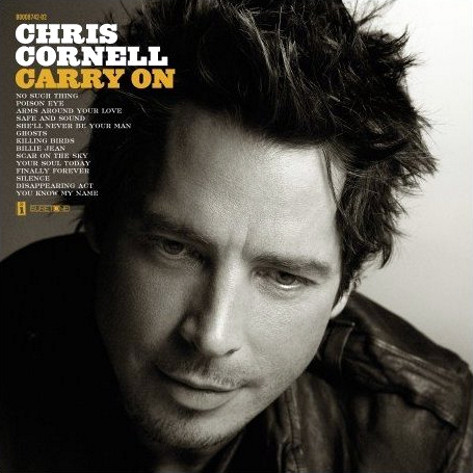 B0008742-02
CHRIS
CORNELL
CARRY ON
NO SUCH THING
POISON EYE
ARMS AROUND YOUR LOVE
SAFE AND SOUND
SHE'LL NEVER BE YOUR MAN
GHOSTS
KILLING BIRDS
BILLIE JEAN
SCAR ON THE SKY
YOUR SOUL TODAY
FINALLY FOREVER
SILENCE
DISAPPEARING ACT
YOU KNOW MY NAME
i